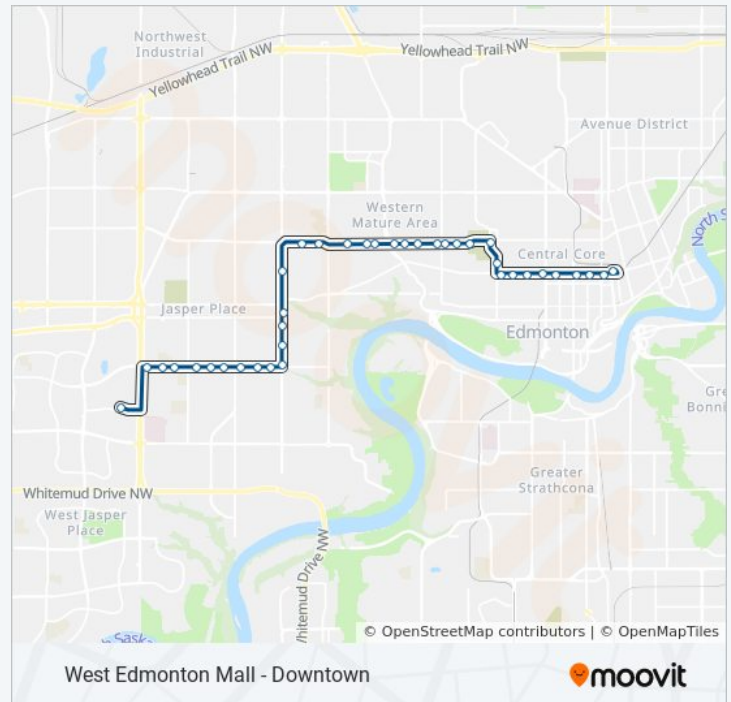 Northwest
Industrial
Yellowhead Trail NW
Yellowhead Trail NW
Avenue District
Western
Mature Area
North S
Central Core
Jasper Place
Edmonton
Gre
Bonni
Greater
Strathcona
Whitemud Drive NW
West Jasper
Place
Whitemud Drive NW
North Saska
© OpenStreetMap contributors | © OpenMapTiles
West Edmonton Mall - Downtown
moovit